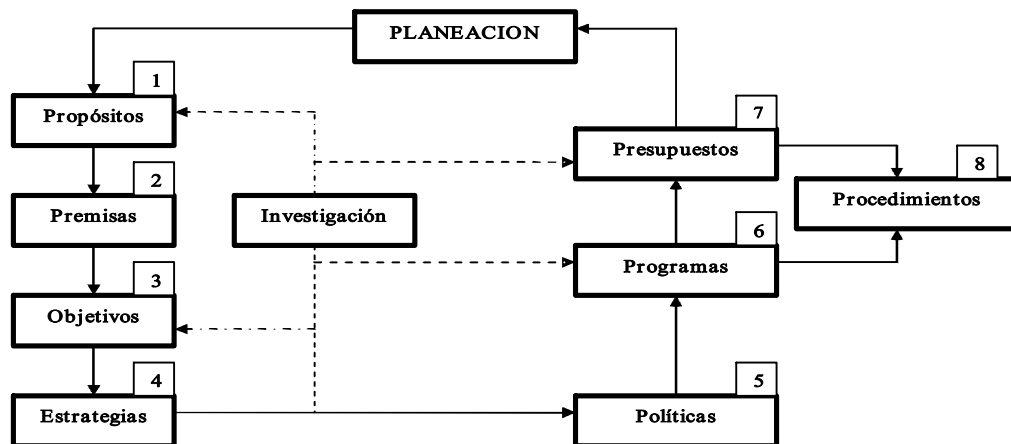 PLANEACION
1
Propósitos
7
Presupuestos
2
Premisas
Investigación
8
Procedimientos
6
Programas
3
Objetivos
4
Estrategias
5
Políticas